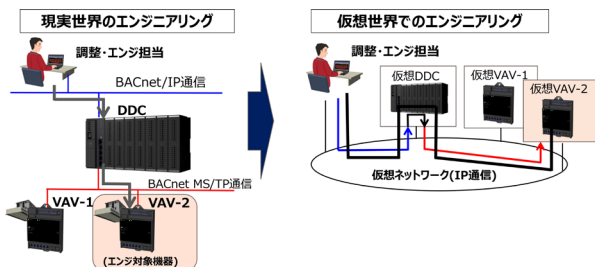 現実世界のエンジニアリング
調整・エンジ担当
BACnet/IP通信
DDC
BACnet MS/TP通信
VAV-1
VAV-2
(エンジ対象機器)
仮想世界でのエンジニアリング
調整・エンジ担当
仮想DDC
仮想VAV-1
仮想VAV-2
仮想ネットワーク(IP通信)